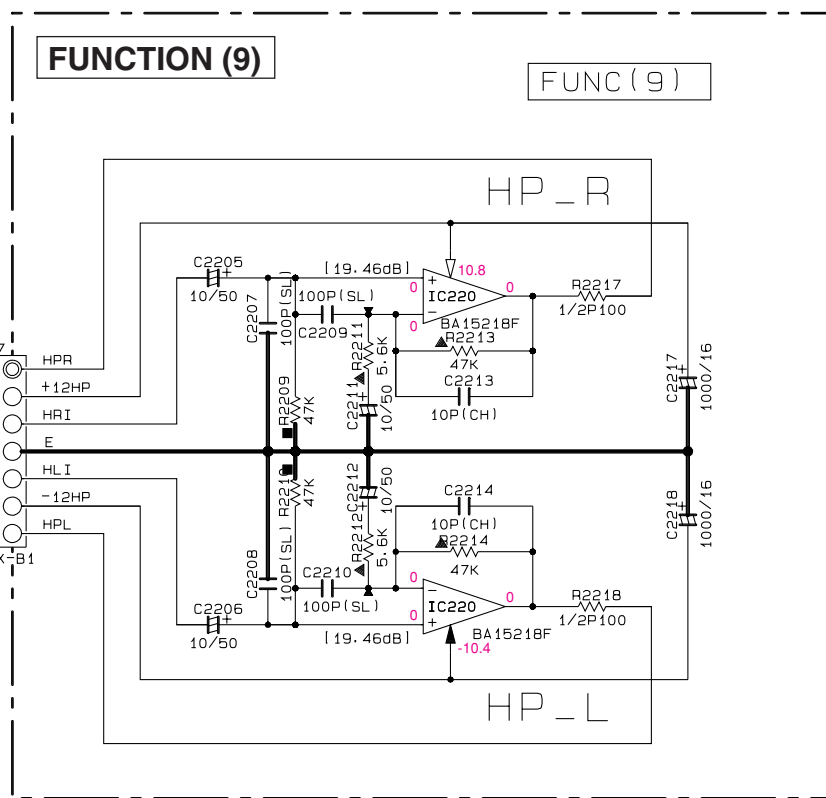 FUNCTION (9)
FUNC(9)
HP_R
C2205
10/50
C2207
100P(SL)
[19.46dB]
100P(SL)
C2209
0
0
+
-
IC220
10.8
0
BA15218F
R2211
5.6K
R2213
47K
C2213
10P(CH)
R2217
1/2P100
C2217
1000/16
HPR
+12HP
HRI
E
HLI
-12HP
HPL
X-B1
R2209
47K
C2211
10/50
R2210
47K
C2212
10/50
C2214
10P(CH)
R2214
47K
R2212
5.6K
C2218
1000/16
C2208
100P(SL)
C2210
100P(SL)
C2206
10/50
[19.46dB]
0
0
-
+
IC220
0
BA15218F
-10.4
R2218
1/2P100
HP_L